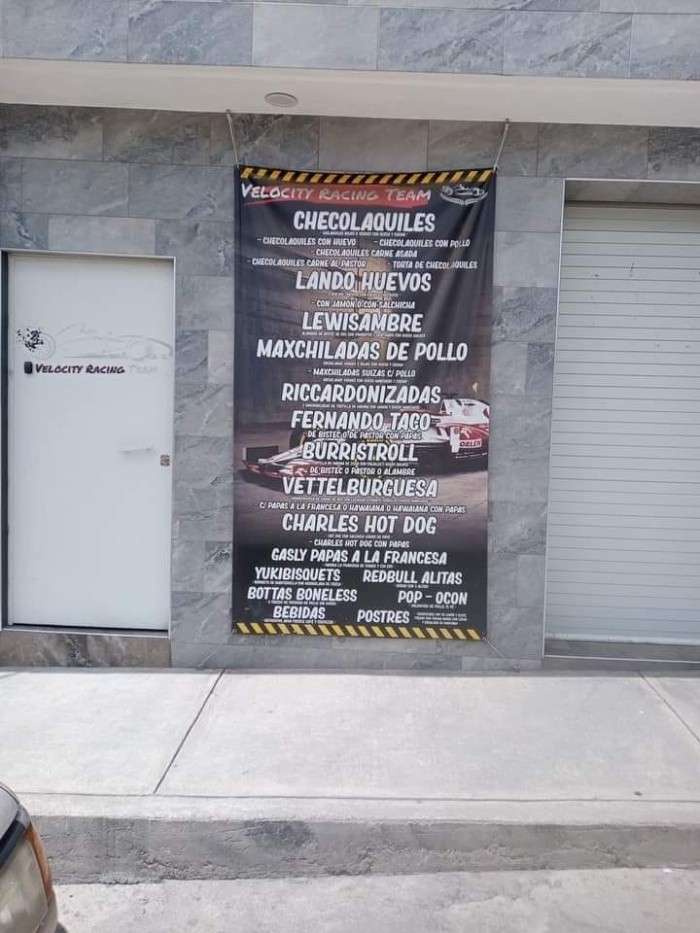 VELOCITY RACING TEAM
CHECOLAQUILES
- CHECOLAQUILES CON HUEVO - CHECOLAQUILES CON POLLO
- CHECOLAQUILES CARNE ASADA
- CHECOLAQUILES CARNE AL PASTOR - TORTA DE CHECOLAQUILES
LANDO HUEVOS
- CON JAMÓN O CON SALCHICHA
LEWISAMBRE
MAXCHILADAS DE POLLO
- MAXCHILADAS SUIZAS C/ POLLO
RICCARDONIZADAS
FERNANDO TACO
DE BISTEC O DE PASTOR CON PAPAS
BURRISTROLL
DE BISTEC O PASTOR O ALAMBRE
VETTELBURGUESA
C/ PAPAS A LA FRANCESA O HAWAIANA O HAWAIANA CON PAPAS
CHARLES HOT DOG
- CHARLES HOT DOG CON PAPAS
GASLY PAPAS A LA FRANCESA
YUKIBISQUETS REDBULL ALITAS
BOTTAS BONELESS POP - OCON
BEBIDAS POSTRES
VELOCITY RACING TEAM
ORLEN